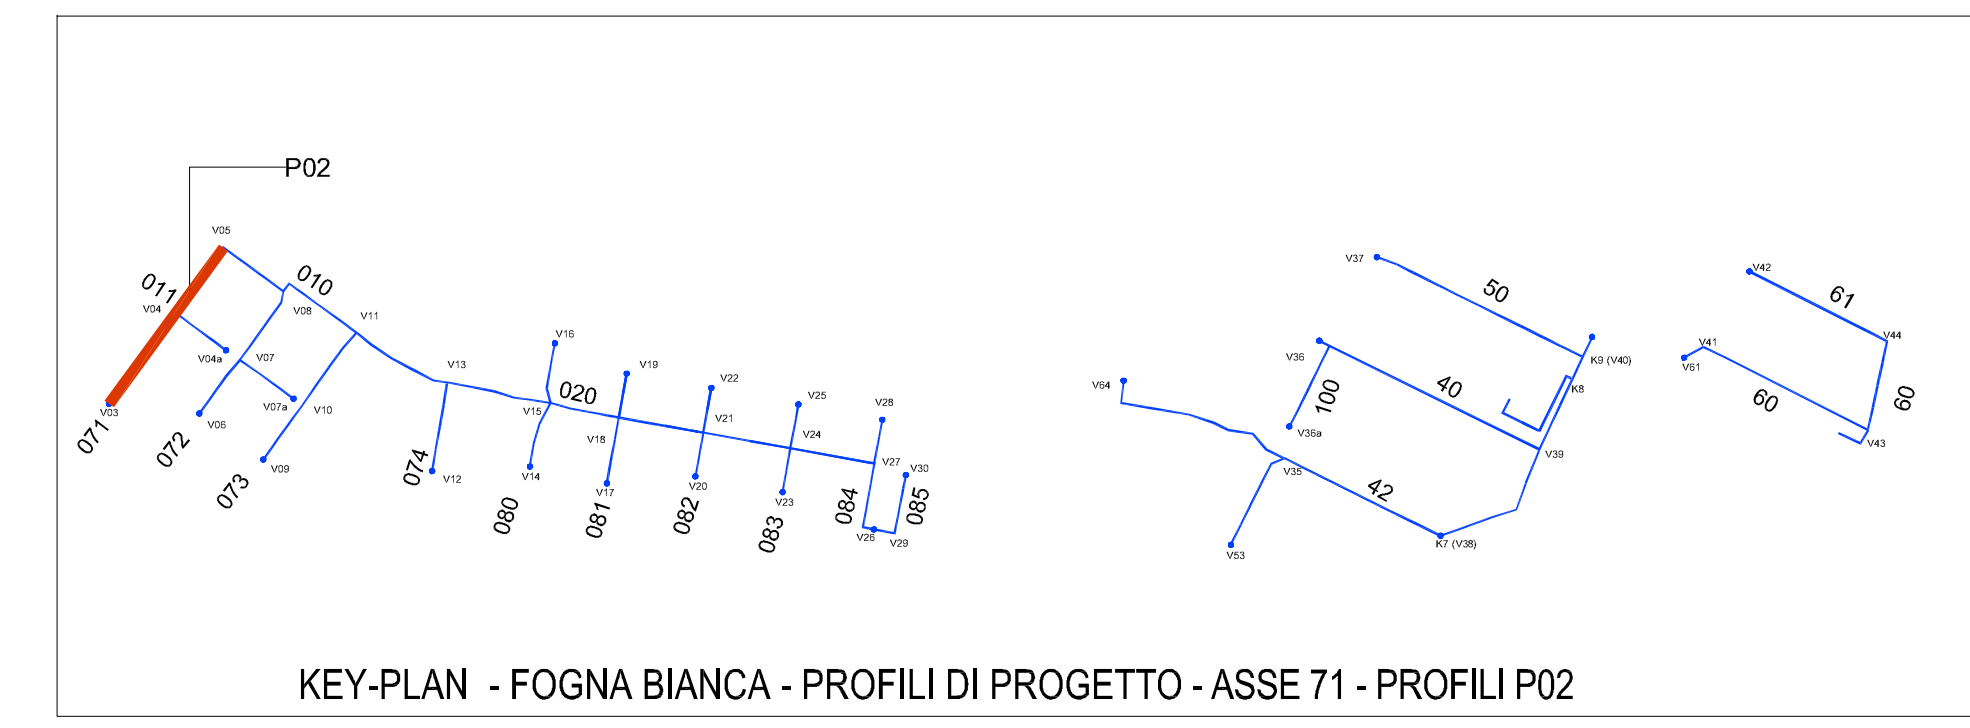 P02
V05
011
010
V04
V08
V11
V04a
V07
V13
V16
V03
V07a
V10
071
V06
072
V09
073
074
V12
V15
020
V14
080
V19
V18
V17
081
V22
V21
V20
082
V25
V24
V23
083
V28
V27
V30
084
085
V26
V29
V37
50
V36
K9 (V40)
K8
40
100
V36a
V64
V39
V35
42
V53
K7 (V38)
V42
61
V44
V41
V61
60
60
V43
KEY-PLAN - FOGNA BIANCA - PROFILI DI PROGETTO - ASSE 71 - PROFILI P02